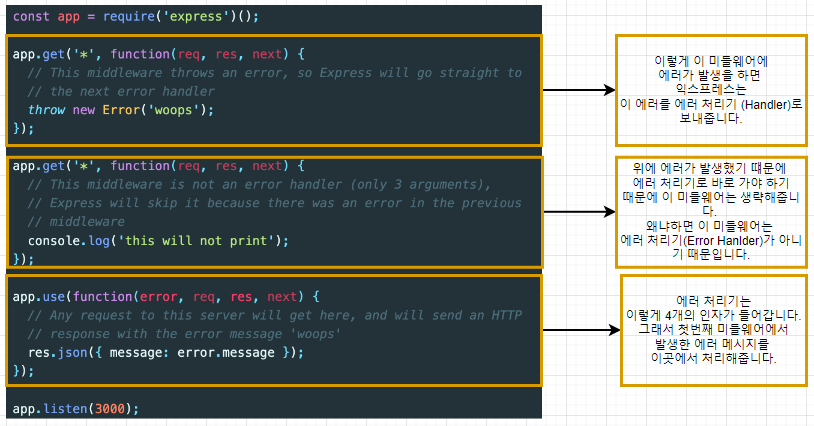 const app = require('express')();
app.get('*', function(req, res, next) {
// This middleware throws an error, so Express will go straight to
// the next error handler
throw new Error('woops');
});
이렇게 이 미들웨어에
에러가 발생을 하면
익스프레스는
이 에러를 에러 처리기 (Handler)로
보내줍니다.
app.get('*', function(req, res, next) {
// This middleware is not an error handler (only 3 arguments),
// Express will skip it because there was an error in the previous
// middleware
console.log('this will not print');
});
위에 에러가 발생했기 떄문에
에러 처리기로 바로 가야 하기
때문에 이 미들웨어는 생략해줍니
다.
왜냐하면 이 미들웨어는
에러 처리기(Error Hanlder)가 아니
기 때문입니다.
app.use(function(error, req, res, next) {
// Any request to this server will get here, and will send an HTTP
// response with the error message 'woops'
res.json({ message: error.message });
});
에러 처리기는
이렇게 4개의 인자가 들어갑니다.
그래서 첫번째 미들웨어에서
발생한 에러 메시지를
이곳에서 처리해줍니다.
app.listen(3000);